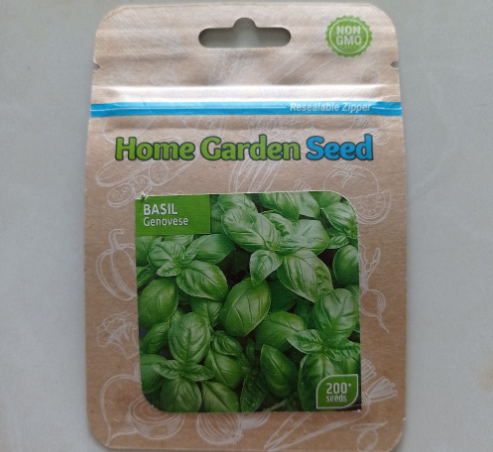 NON
GMO
Resealable Zipper
Home Garden Seed
BASIL
Genovese
200+
seeds